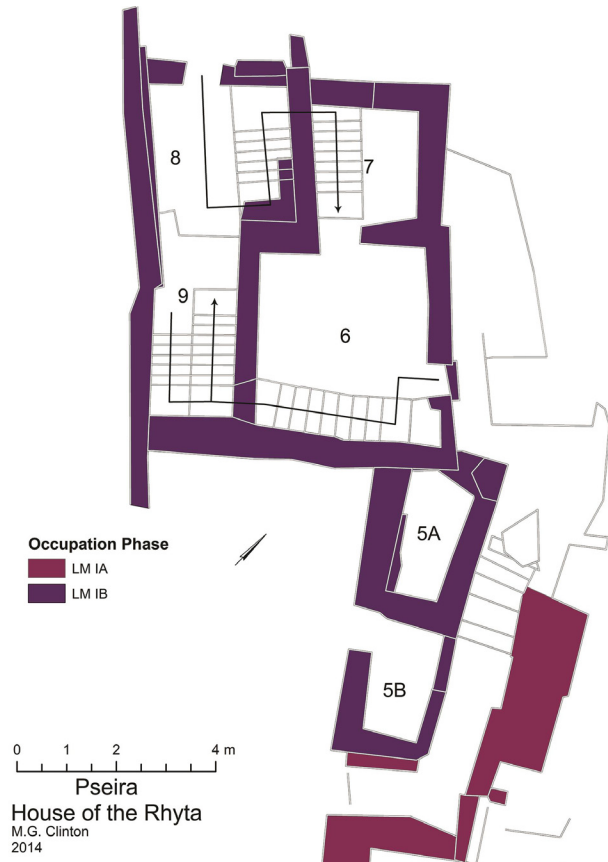 8
7
9
6
5A
Occupation Phase
LM IA
LM IB
5B
0 1 2 4 m
Pseira
House of the Rhyta
M.G. Clinton
2014